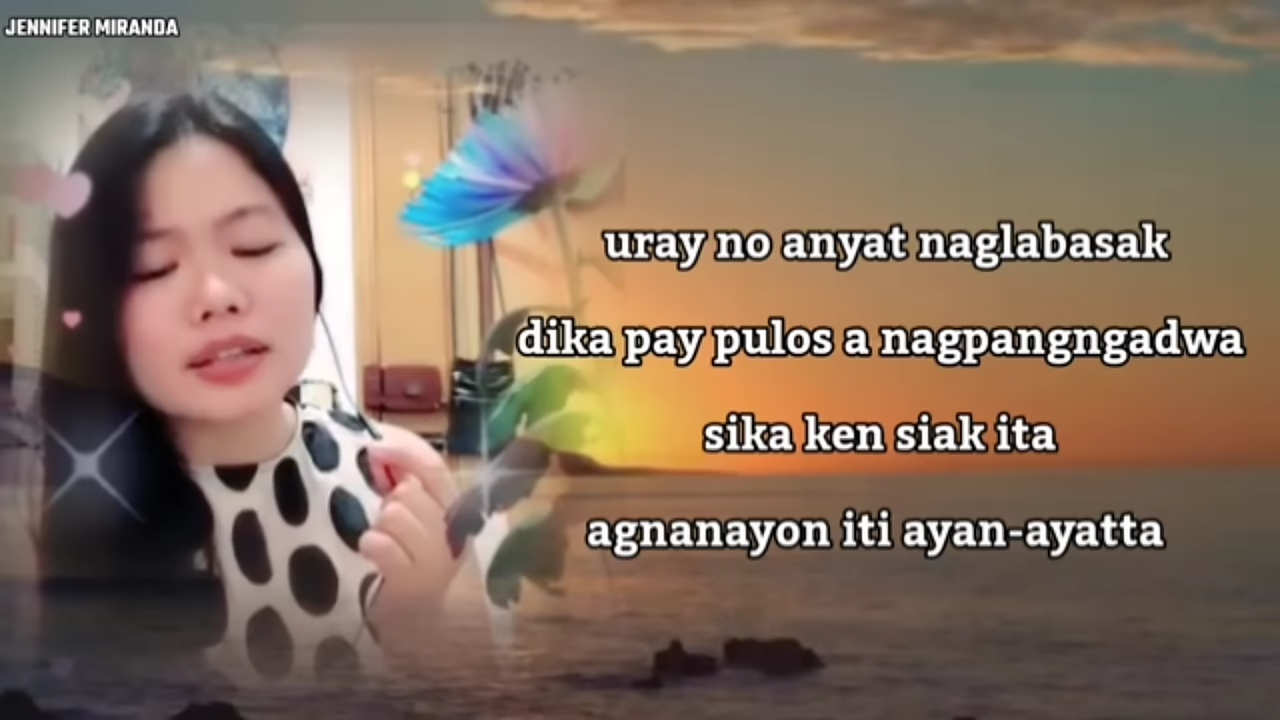 JENNIFER MIRANDA
uray no anyat naglabasak
dika pay pulos a nagpangngadwa
sika ken siak ita
agnanayon iti ayan-ayatta